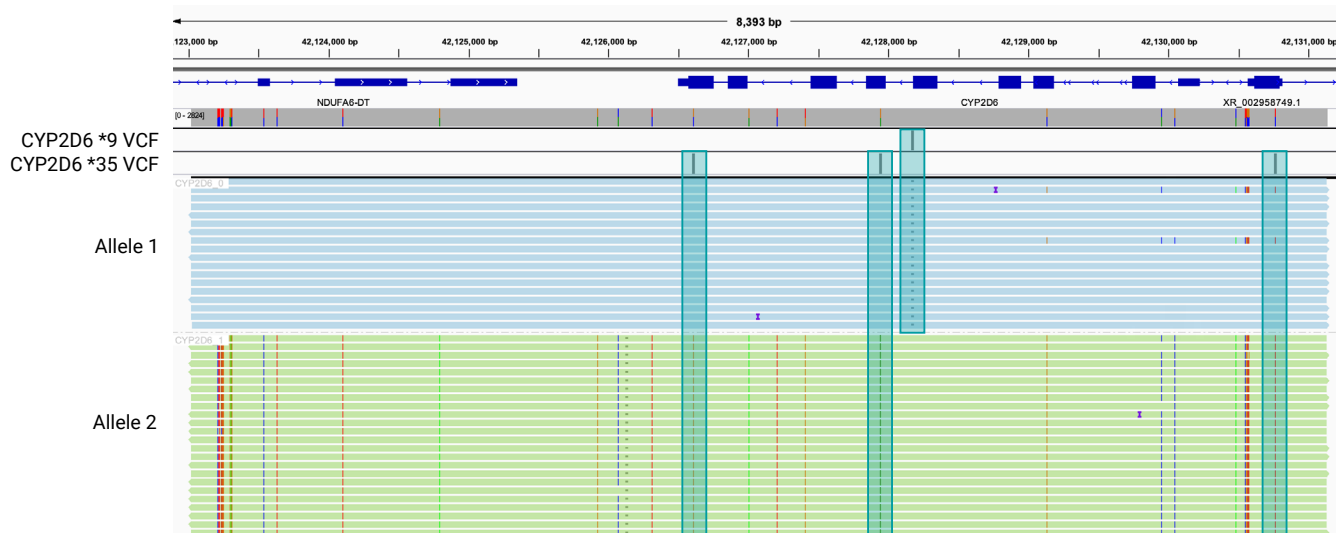 8,393 bp
123,000 bp 42,124,000 bp 42,125,000 bp 42,126,000 bp 42,127,000 bp 42,128,000 bp 42,129,000 bp 42,130,000 bp 42,131,000 bp
NDUFA6-DT CYP2D6 XR_002958749.1
[0 - 2824]
CYP2D6 *9 VCF
CYP2D6 *35 VCF
CYP2D6_0
Allele 1
CYP2D6_1
Allele 2